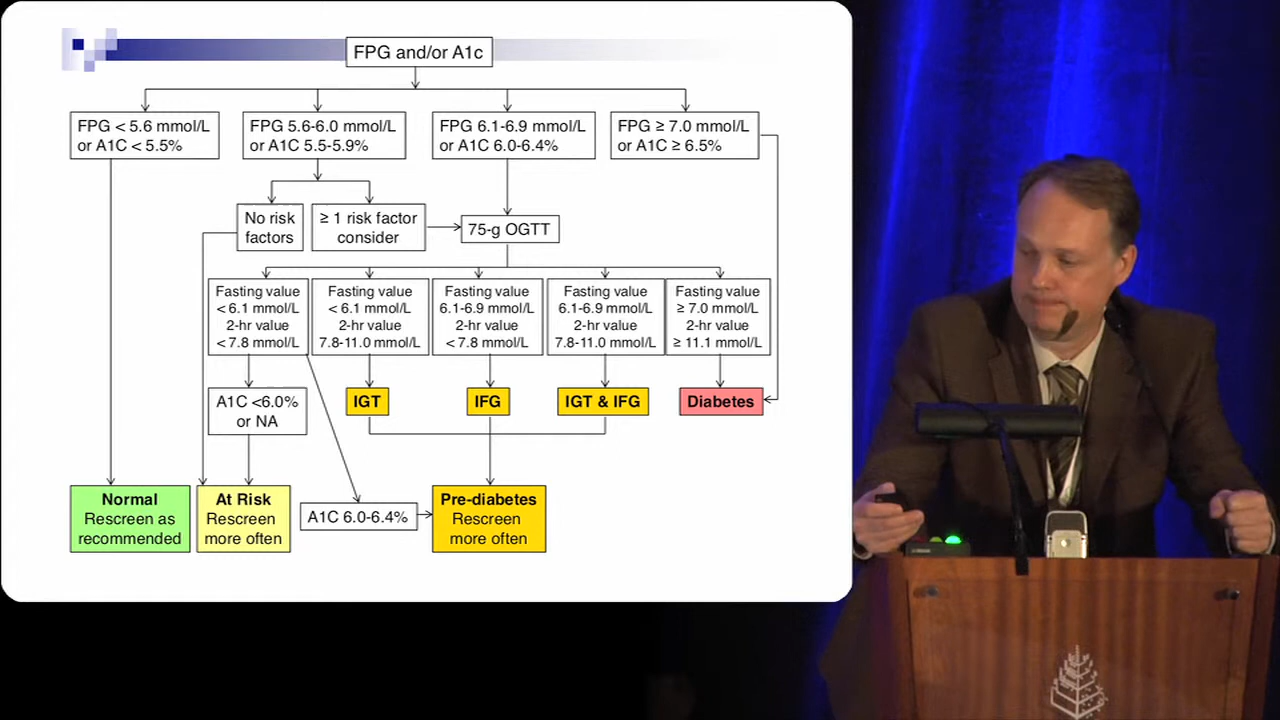 FPG and/or A1c
FPG < 5.6 mmol/L
or A1C < 5.5%
FPG 5.6-6.0 mmol/L
or A1C 5.5-5.9%
FPG 6.1-6.9 mmol/L
or A1C 6.0-6.4%
FPG ≥ 7.0 mmol/L
or A1C ≥ 6.5%
No risk
factors
≥ 1 risk factor
consider
75-g OGTT
Fasting value
< 6.1 mmol/L
2-hr value
< 7.8 mmol/L
Fasting value
< 6.1 mmol/L
2-hr value
7.8-11.0 mmol/L
Fasting value
6.1-6.9 mmol/L
2-hr value
< 7.8 mmol/L
Fasting value
6.1-6.9 mmol/L
2-hr value
7.8-11.0 mmol/L
Fasting value
≥ 7.0 mmol/L
2-hr value
≥ 11.1 mmol/L
A1C <6.0%
or NA
IGT
IFG
IGT & IFG
Diabetes
Normal
Rescreen as
recommended
At Risk
Rescreen
more often
A1C 6.0-6.4%
Pre-diabetes
Rescreen
more often